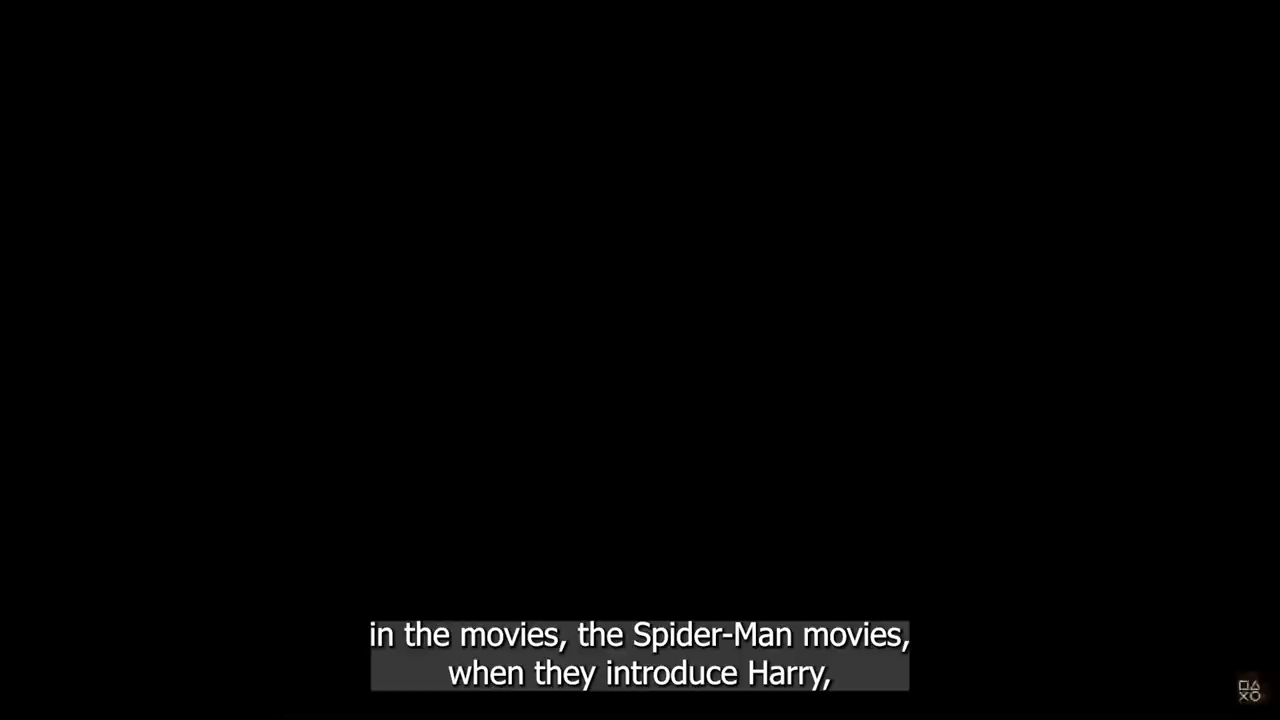 in the movies, the Spider-Man movies,
when they introduce Harry,